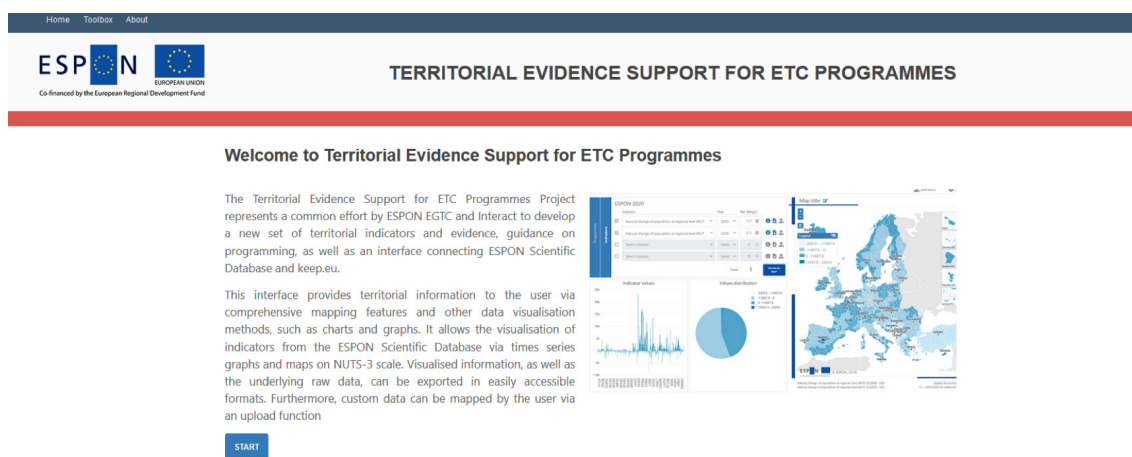 Home Toolbox About
ESPON
EUROPEAN UNION
Co-financed by the European Regional Development Fund
TERRITORIAL EVIDENCE SUPPORT FOR ETC PROGRAMMES
Welcome to Territorial Evidence Support for ETC Programmes
The Territorial Evidence Support for ETC Programmes Project
represents a common effort by ESPON EGTC and Interact to develop
a new set of territorial indicators and evidence, guidance on
programming, as well as an interface connecting ESPON Scientific
Database and keep.eu.
This interface provides territorial information to the user via
comprehensive mapping features and other data visualisation
methods, such as charts and graphs. It allows the visualisation of
indicators from the ESPON Scientific Database via times series
graphs and maps on NUTS-3 scale. Visualised information, as well as
the underlying raw data, can be exported in easily accessible
formats. Furthermore, custom data can be mapped by the user via
an upload function
START
ESPON 2020
Indicator values
Values distribution
Map title